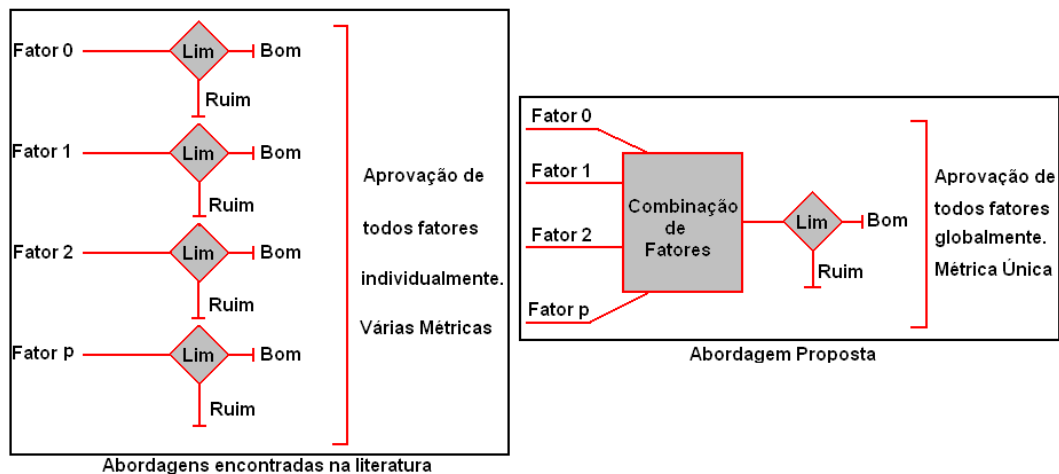 Fator 0
Lim
Bom
Ruim
Fator 1
Lim
Bom
Ruim
Fator 2
Lim
Bom
Ruim
Fator p
Lim
Bom
Ruim
Aprovação de
todos fatores
individualmente.
Várias Métricas
Abordagens encontradas na literatura
Fator 0
Fator 1
Fator 2
Fator p
Combinação
de
Fatores
Lim
Bom
Ruim
Aprovação de
todos fatores
globalmente.
Métrica Única
Abordagem Proposta